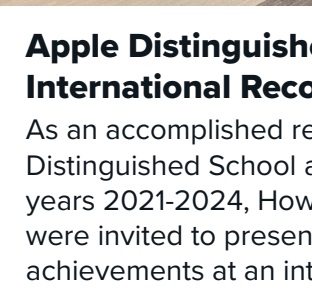 Apple Distinguish
International Reco
As an accomplished re
Distinguished School a
years 2021-2024, How
were invited to presen
achievements at an int